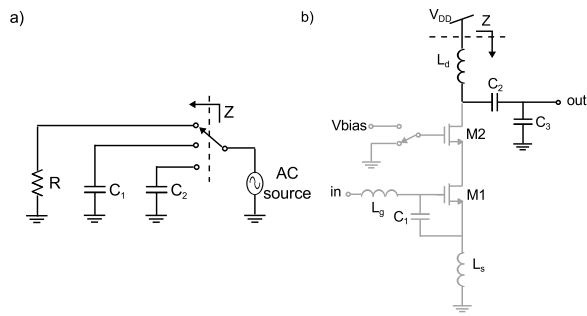 a)
Z
R
C1
C2
AC
source
b)
VDD
Z
Ld
C2
out
C3
Vbias
M2
in
Lg
C1
M1
Ls